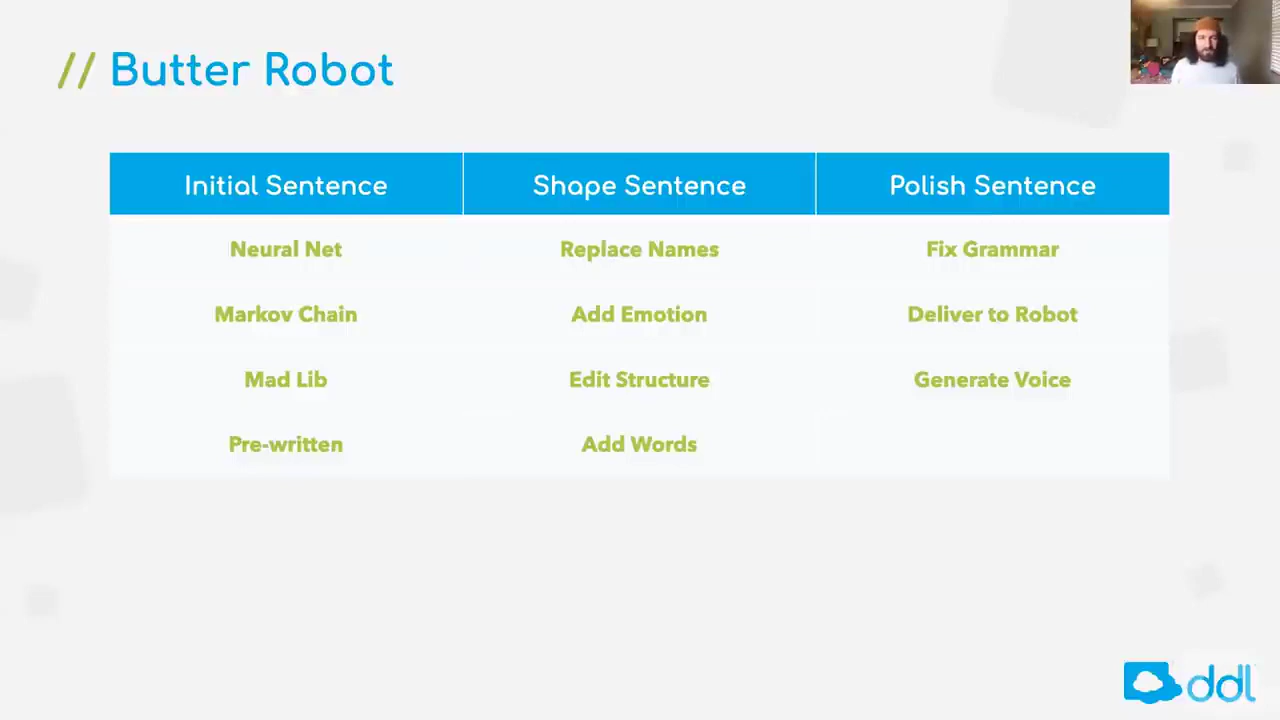 // Butter Robot
Initial Sentence Shape Sentence Polish Sentence
Neural Net Replace Names Fix Grammar
Markov Chain Add Emotion Deliver to Robot
Mad Lib Edit Structure Generate Voice
Pre-written Add Words
ddl